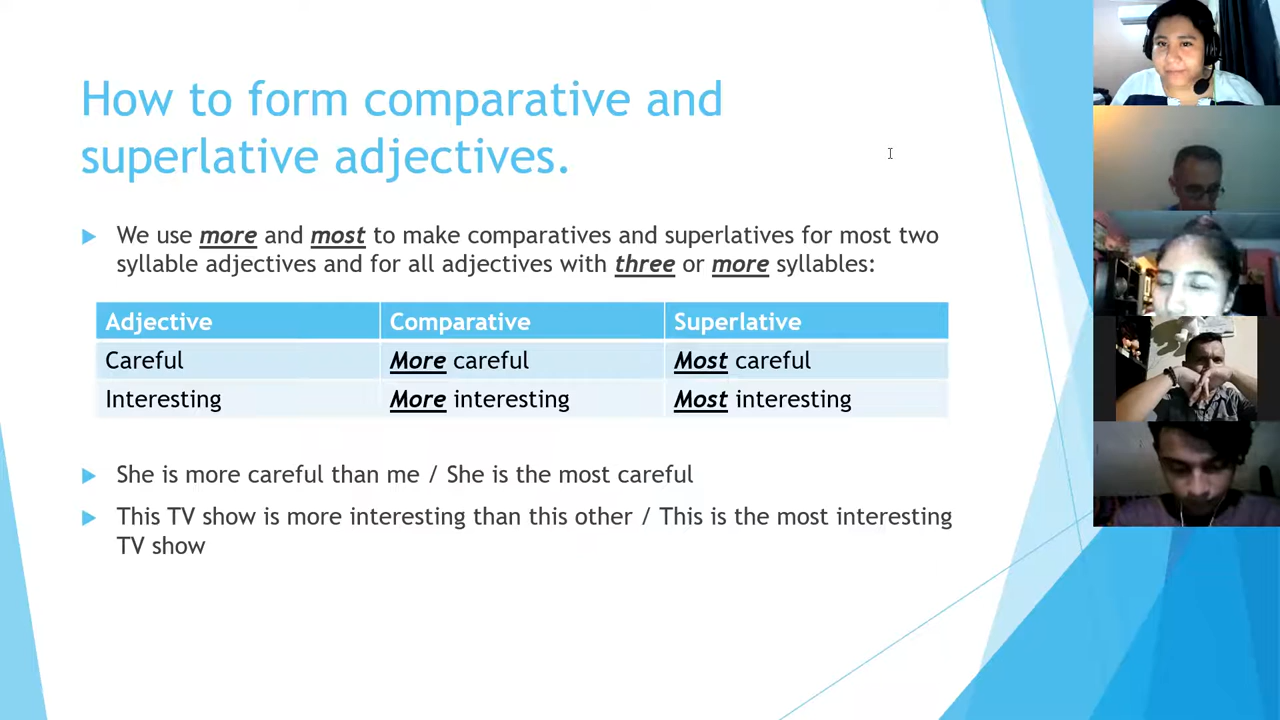 How to form comparative and
superlative adjectives.
We use more and most to make comparatives and superlatives for most two
syllable adjectives and for all adjectives with three or more syllables:
Adjective Comparative Superlative
Careful More careful Most careful
Interesting More interesting Most interesting
She is more careful than me / She is the most careful
This TV show is more interesting than this other / This is the most interesting
TV show